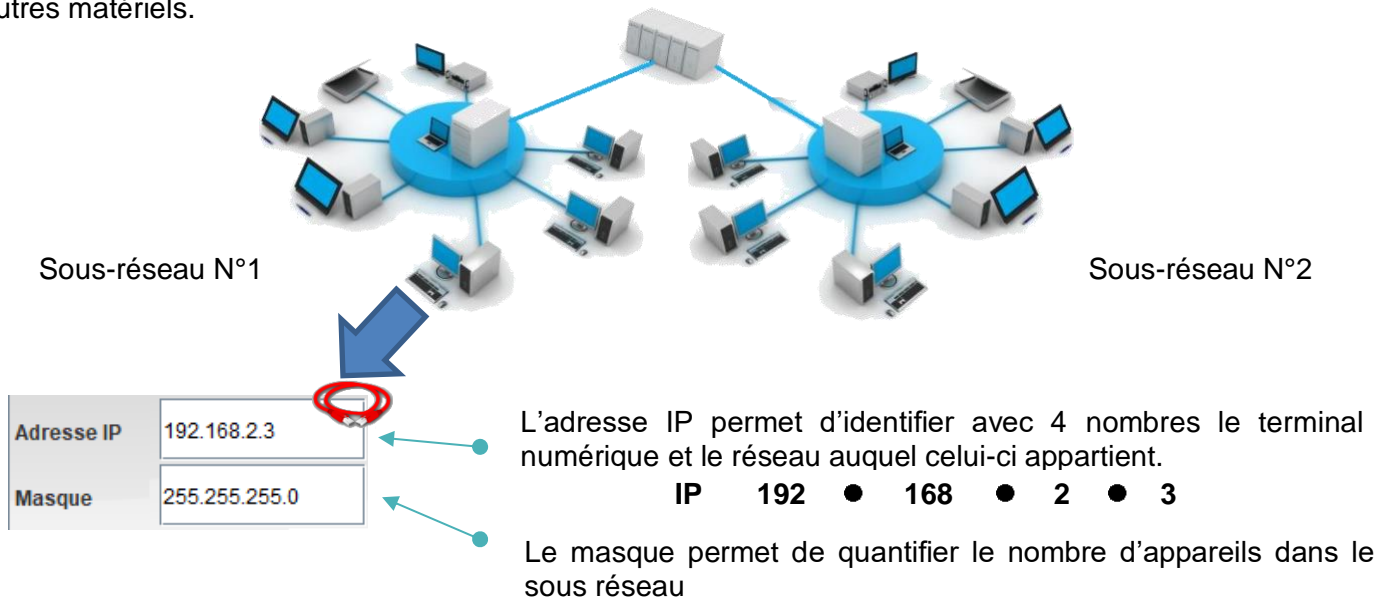 utres matériels.
Sous-réseau N°1
Sous-réseau N°2
Adresse IP 192.168.2.3
Masque 255.255.255.0
L'adresse IP permet d'identifier avec 4 nombres le terminal
numérique et le réseau auquel celui-ci appartient.
IP 192 ● 168 ● 2 ● 3
Le masque permet de quantifier le nombre d'appareils dans le
sous réseau